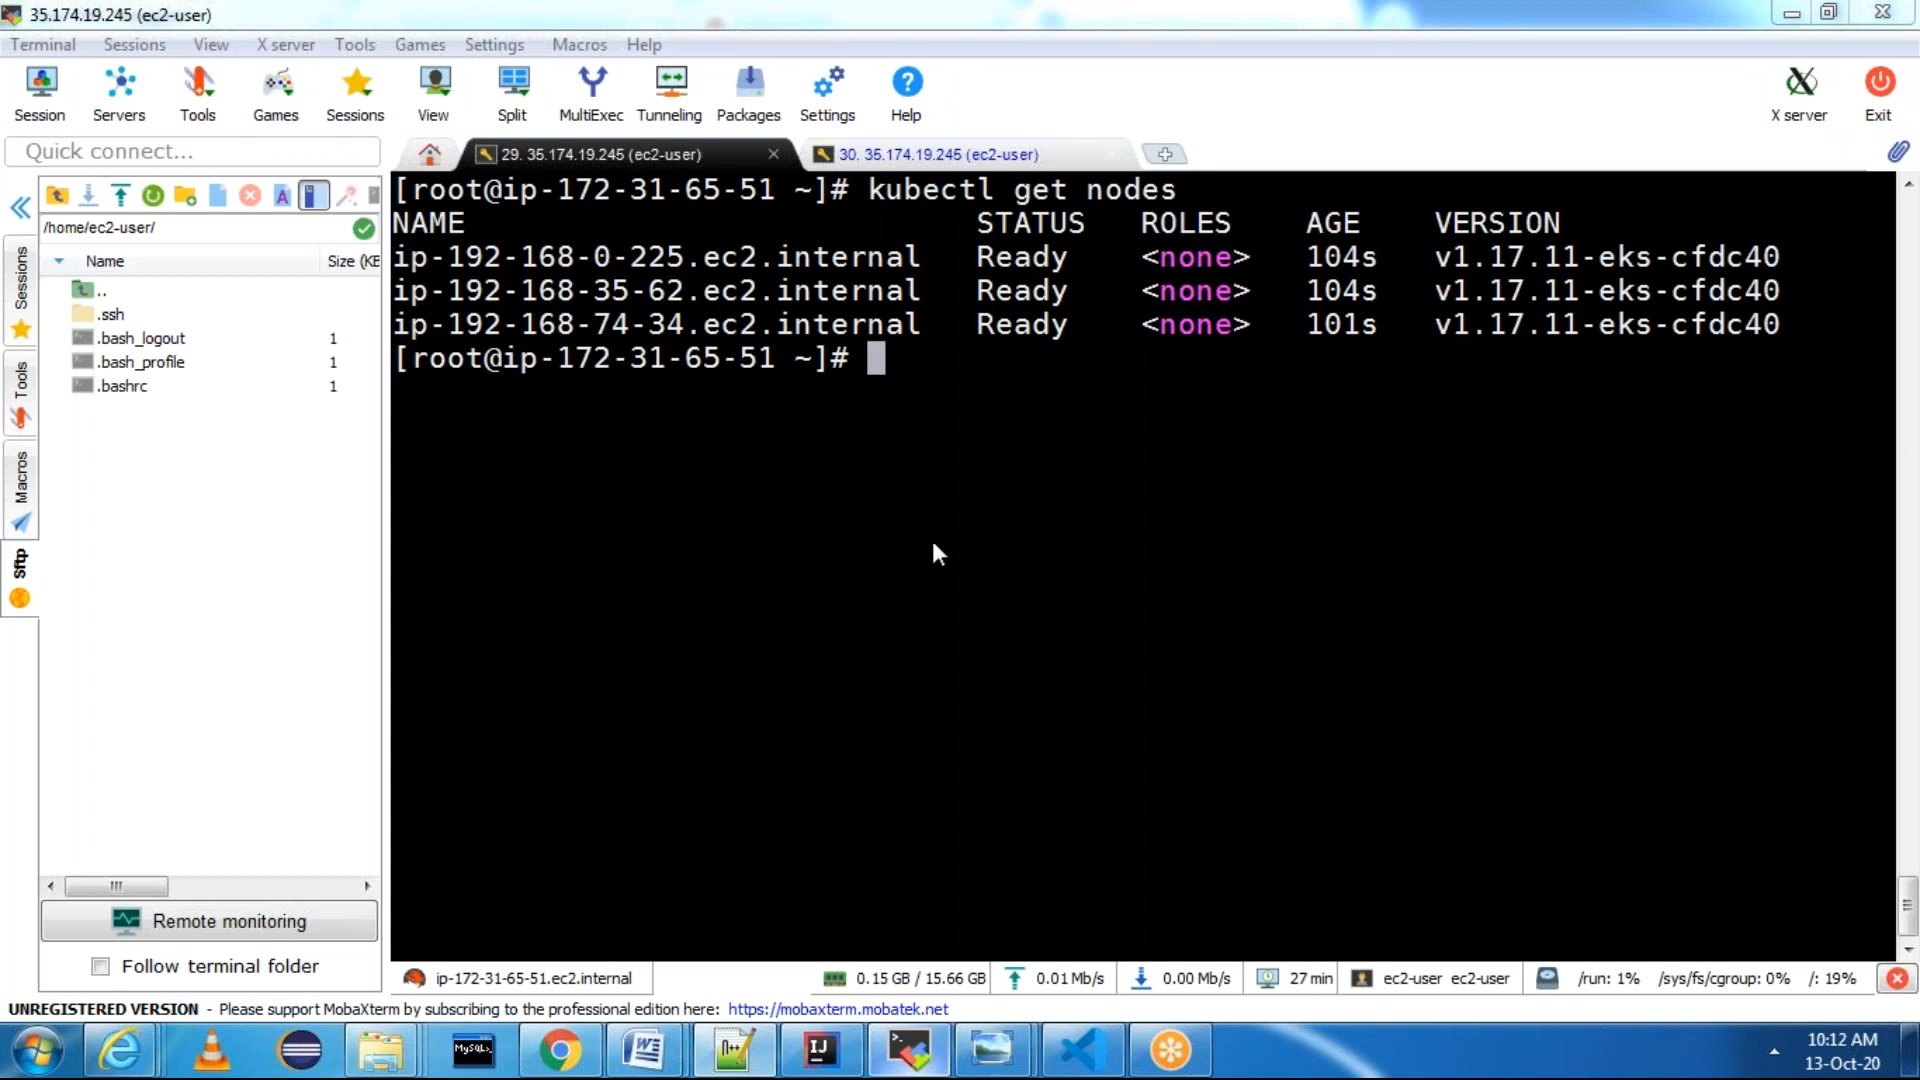 35.174.19.245 (ec2-user)
Terminal Sessions View X server Tools Games Settings Macros Help
Session Servers Tools Games Sessions View Split MultiExec Tunneling Packages Settings Help X server Exit
Quick connect...
29. 35.174.19.245 (ec2-user)
30. 35.174.19.245 (ec2-user)
/home/ec2-user/
Name Size (KB
..
.ssh
.bash_logout 1
.bash_profile 1
.bashrc 1
Sessions
Tools
Macros
Sftp
Remote monitoring
Follow terminal folder
[root@ip-172-31-65-51 ~]# kubectl get nodes
NAME STATUS ROLES AGE VERSION
ip-192-168-0-225.ec2.internal Ready <none> 104s v1.17.11-eks-cfdc40
ip-192-168-35-62.ec2.internal Ready <none> 104s v1.17.11-eks-cfdc40
ip-192-168-74-34.ec2.internal Ready <none> 101s v1.17.11-eks-cfdc40
[root@ip-172-31-65-51 ~]#
ip-172-31-65-51.ec2.internal 0.15 GB / 15.66 GB 0.01 Mb/s 0.00 Mb/s 27 min ec2-user ec2-user /run: 1% /sys/fs/cgroup: 0% /: 19%
UNREGISTERED VERSION - Please support MobaXterm by subscribing to the professional edition here: https://mobaxterm.mobatek.net
MySQL
IJ
10:12 AM
13-Oct-20